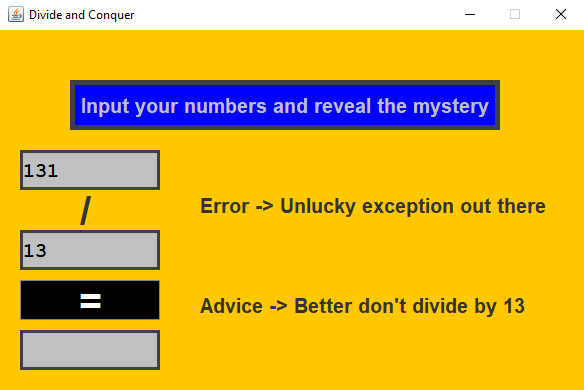 Divide and Conquer
Input your numbers and reveal the mystery
131
/
Error -> Unlucky exception out there
13
=
Advice -> Better don't divide by 13